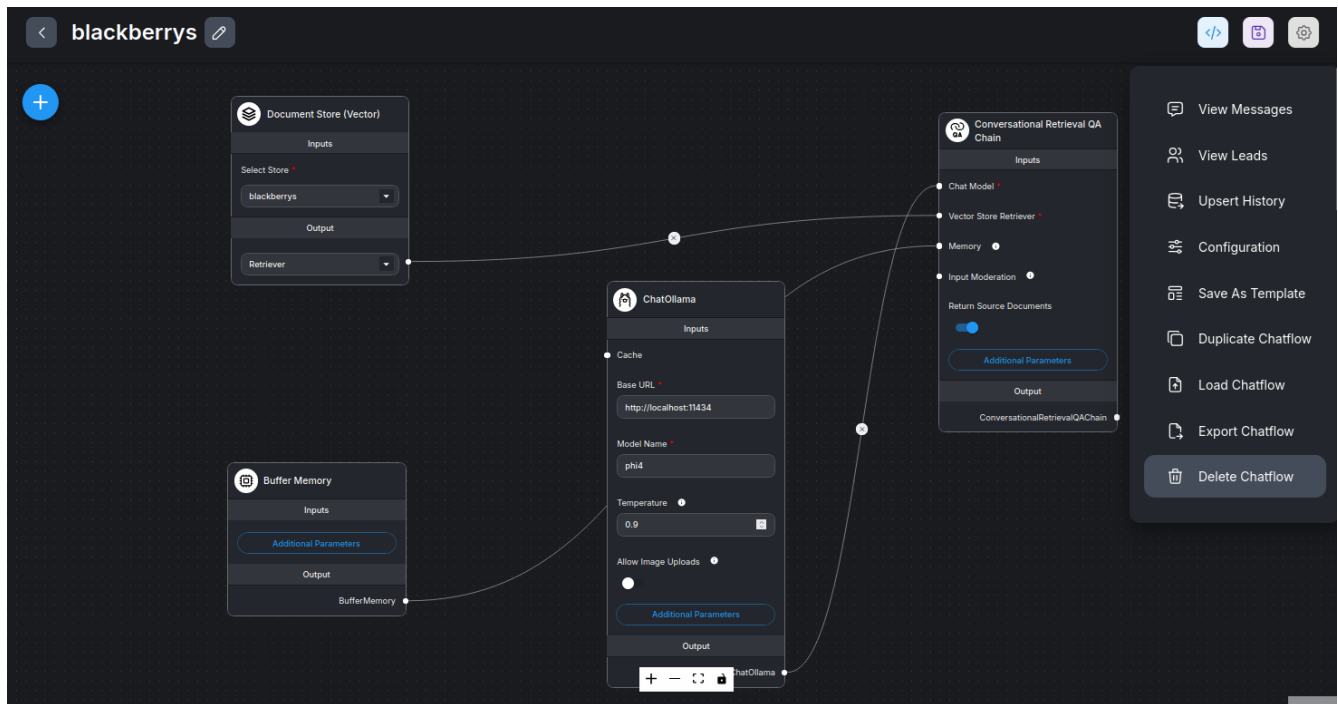 blackberrys
</>
Document Store (Vector)
Inputs
Select Store *
blackberrys
Output
Retriever
Buffer Memory
Inputs
Additional Parameters
Output
BufferMemory
ChatOllama
Inputs
Cache
Base URL *
http://localhost:11434
Model Name *
phi4
Temperature
0.9
Allow Image Uploads
Additional Parameters
Output
ChatOllama
Conversational Retrieval QA
Chain
QA
Inputs
Chat Model *
Vector Store Retriever *
Memory
Input Moderation
Return Source Documents
Additional Parameters
Output
ConversationalRetrievalQAChain
View Messages
View Leads
Upsert History
Configuration
Save As Template
Duplicate Chatflow
Load Chatflow
Export Chatflow
Delete Chatflow